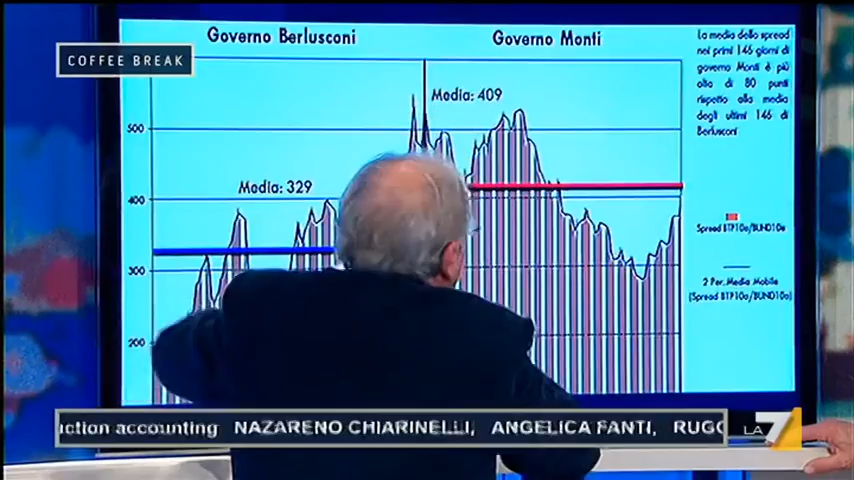 Governo Berlusconi
Governo Monti
COFFEE BREAK
La media dello spread
nei primi 146 giorni di
governo Monti è più
alta di 80 punti
rispetto alla media
degli ultimi 146 di
Berlusconi
Media: 409
500
Media: 329
400
300
200
Spread BTP10a/BUND10a
2 Per. Media Mobile
(Spread BTP10a/BUND10a)
uction accounting NAZARENO CHIARINELLI, ANGELICA FANTI, RUGG
LA 7